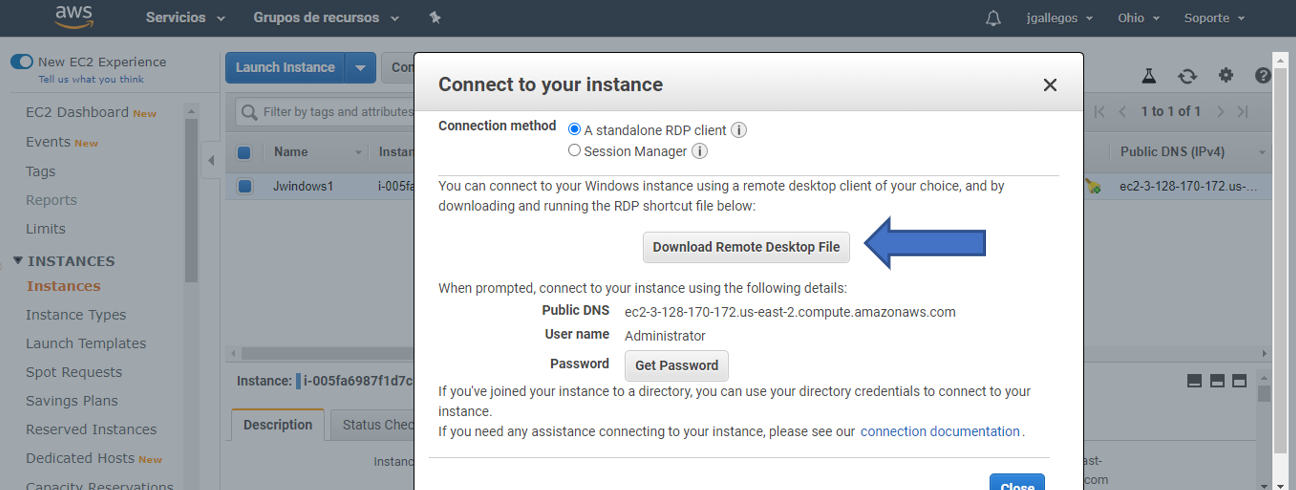 aws
Servicios
Grupos de recursos
jgallegos
Ohio
Soporte
New EC2 Experience
Tell us what you think
EC2 Dashboard New
Events New
Tags
Reports
Limits
INSTANCES
Instances
Instance Types
Launch Templates
Spot Requests
Savings Plans
Reserved Instances
Dedicated Hosts New
Capacity Reservations
Launch Instance
Con
Filter by tags and attributes
1 to 1 of 1
Name
Instan
Public DNS (IPv4)
Jwindows1
i-005fa
ec2-3-128-170-172.us-...
Instance:
i-005fa6987f1d7c
Description
Status Chec
Instanc
Connect to your instance
Connection method
A standalone RDP client
Session Manager
You can connect to your Windows instance using a remote desktop client of your choice, and by
downloading and running the RDP shortcut file below:
Download Remote Desktop File
When prompted, connect to your instance using the following details:
Public DNS ec2-3-128-170-172.us-east-2.compute.amazonaws.com
User name Administrator
Password Get Password
If you've joined your instance to a directory, you can use your directory credentials to connect to your
instance.
If you need any assistance connecting to your instance, please see our connection documentation.
Close
ast-
com